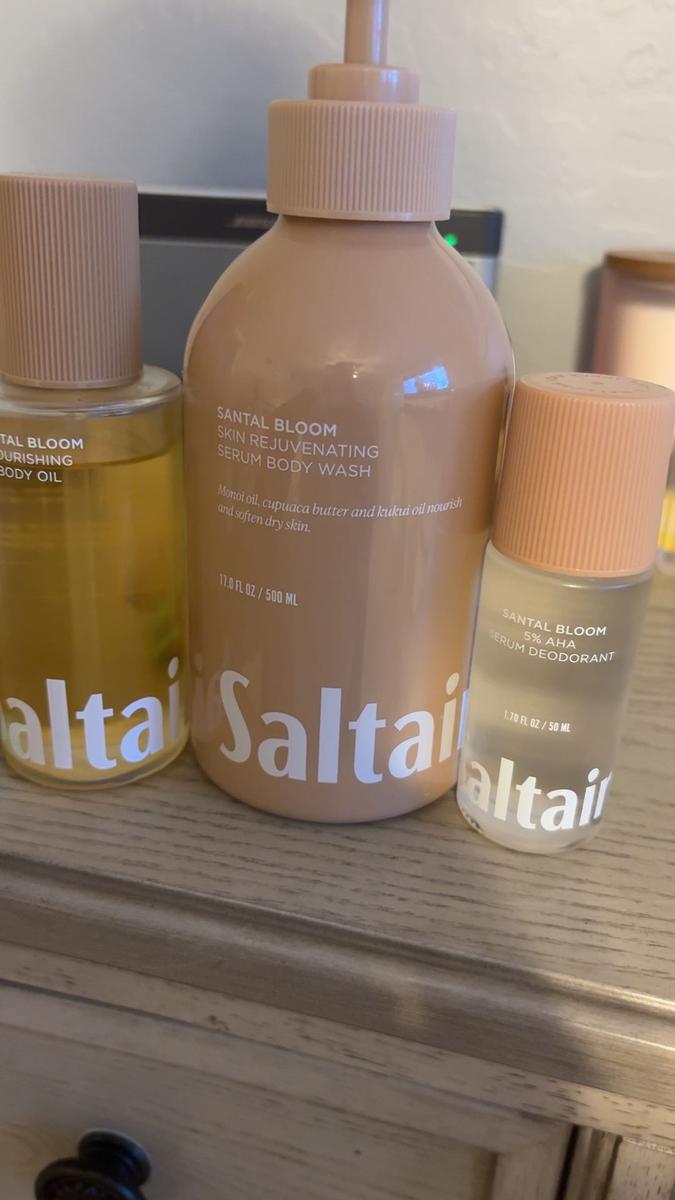 TAL BLOOM
OURISHING
BODY OIL
altai
SANTAL BLOOM
SKIN REJUVENATING
SERUM BODY WASH
Monoi oil, cupuaca butter and kukui oil nourish
and soften dry skin.
17.0 FL OZ / 500 ML
Saltair
SANTAL BLOOM
5% AHA
SERUM DEODORANT
1.70 FL OZ / 50 ML
altair